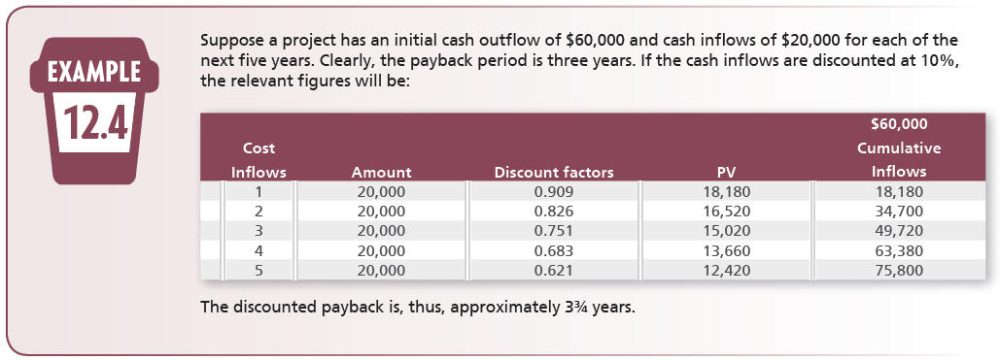 EXAMPLE
12.4
Suppose a project has an initial cash outflow of $60,000 and cash inflows of $20,000 for each of the
next five years. Clearly, the payback period is three years. If the cash inflows are discounted at 10%,
the relevant figures will be:
$60,000
Cost Cumulative
Inflows Amount Discount factors PV Inflows
1 20,000 0.909 18,180 18,180
2 20,000 0.826 16,520 34,700
3 20,000 0.751 15,020 49,720
4 20,000 0.683 13,660 63,380
5 20,000 0.621 12,420 75,800
The discounted payback is, thus, approximately 3¾ years.